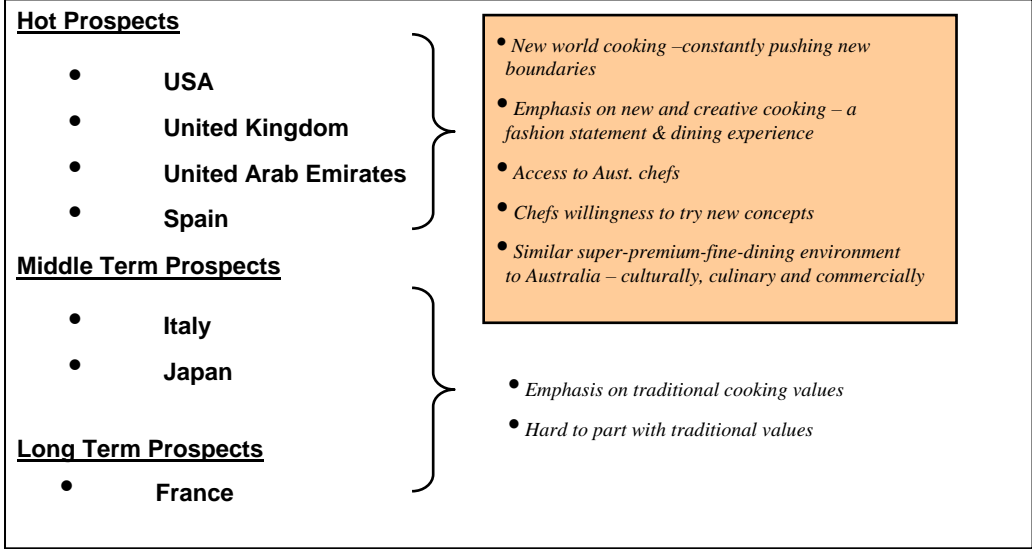 Hot Prospects
• USA
• United Kingdom
• United Arab Emirates
• Spain
• New world cooking –constantly pushing new
boundaries
• Emphasis on new and creative cooking – a
fashion statement & dining experience
• Access to Aust. chefs
• Chefs willingness to try new concepts
• Similar super-premium-fine-dining environment
to Australia – culturally, culinary and commercially
Middle Term Prospects
• Italy
• Japan
Long Term Prospects
• France
• Emphasis on traditional cooking values
• Hard to part with traditional values